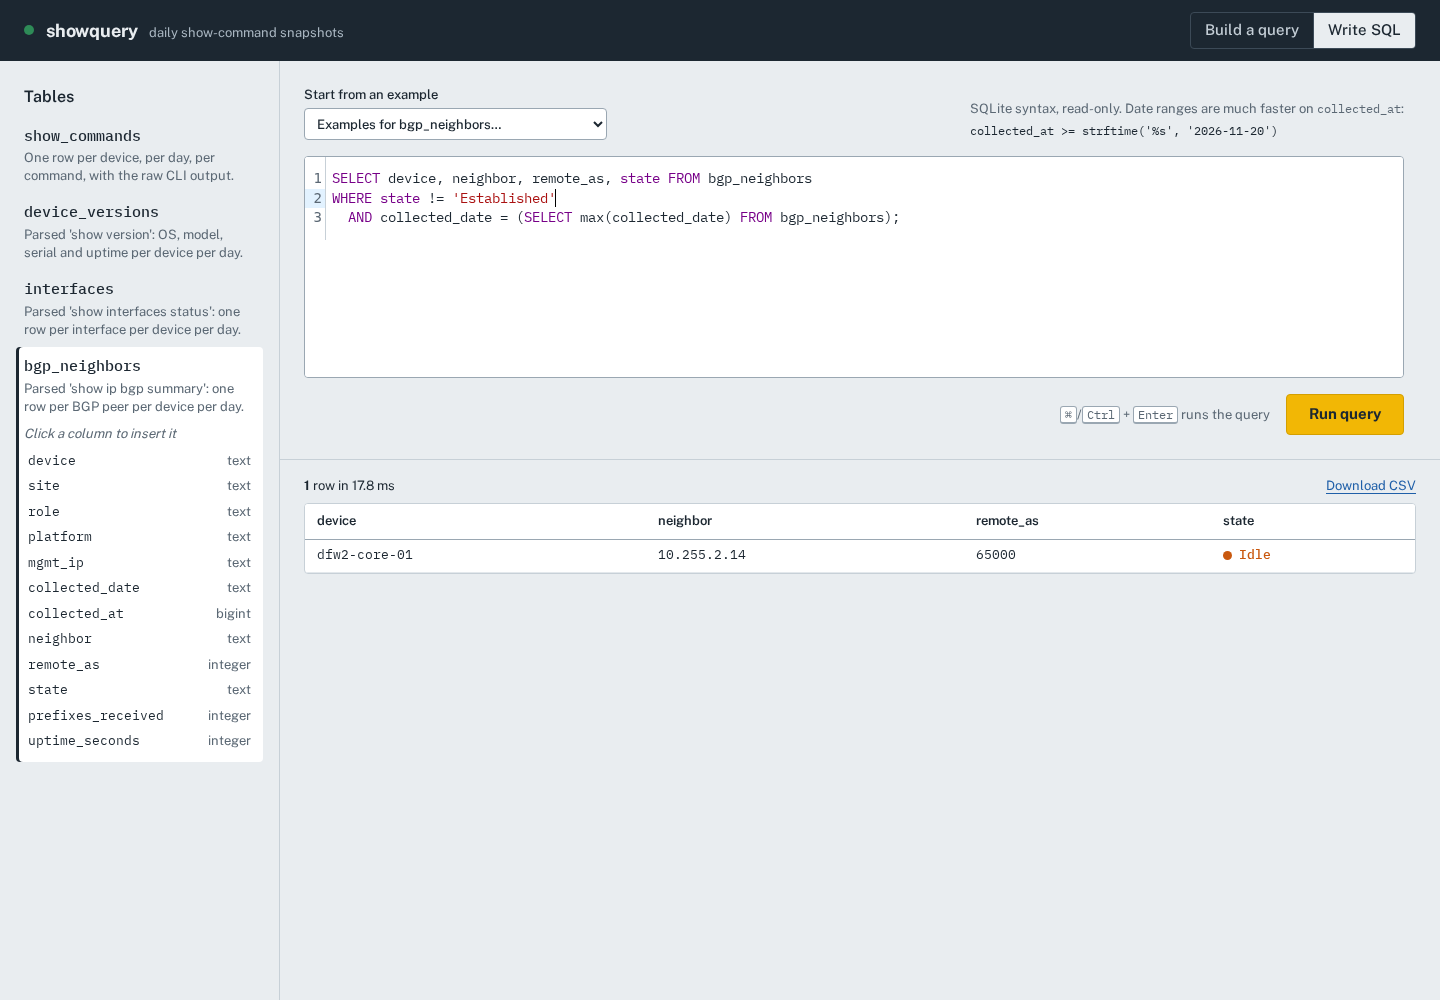 showquery daily show-command snapshots
Build a query Write SQL
Tables
show_commands
One row per device, per day, per
command, with the raw CLI output.
device_versions
Parsed 'show version': OS, model,
serial and uptime per device per day.
interfaces
Parsed 'show interfaces status': one
row per interface per device per day.
bgp_neighbors
Parsed 'show ip bgp summary': one
row per BGP peer per device per day.
Click a column to insert it
device text
site text
role text
platform text
mgmt_ip text
collected_date text
collected_at bigint
neighbor text
remote_as integer
state text
prefixes_received integer
uptime_seconds integer
Start from an example
Examples for bgp_neighbors...
SQLite syntax, read-only. Date ranges are much faster on collected_at:
collected_at >= strftime('%s', '2026-11-20')
1 SELECT device, neighbor, remote_as, state FROM bgp_neighbors
2 WHERE state != 'Established'
3 AND collected_date = (SELECT max(collected_date) FROM bgp_neighbors);
⌘/Ctrl + Enter runs the query
Run query
1 row in 17.8 ms
Download CSV
device neighbor remote_as state
dfw2-core-01 10.255.2.14 65000 Idle